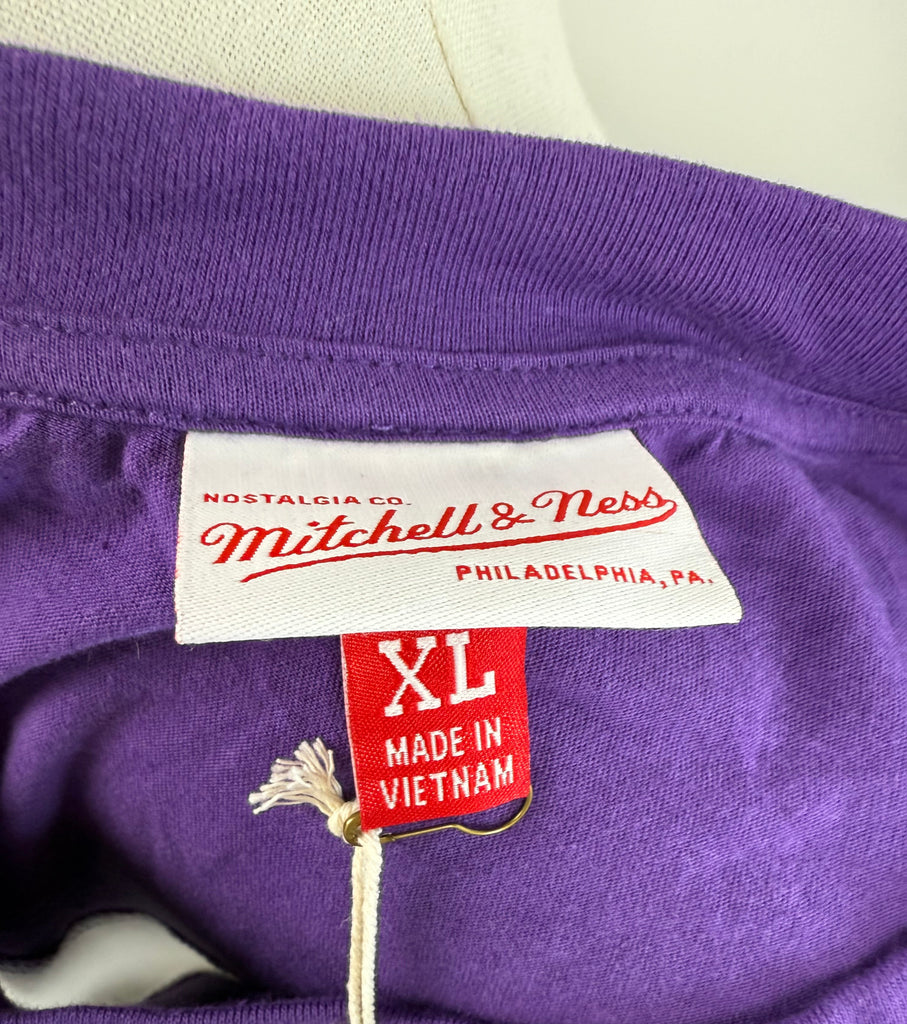 NOSTALGIA CO.
Mitchell & Ness
PHILADELPHIA, PA.
XL
MADE IN
VIETNAM